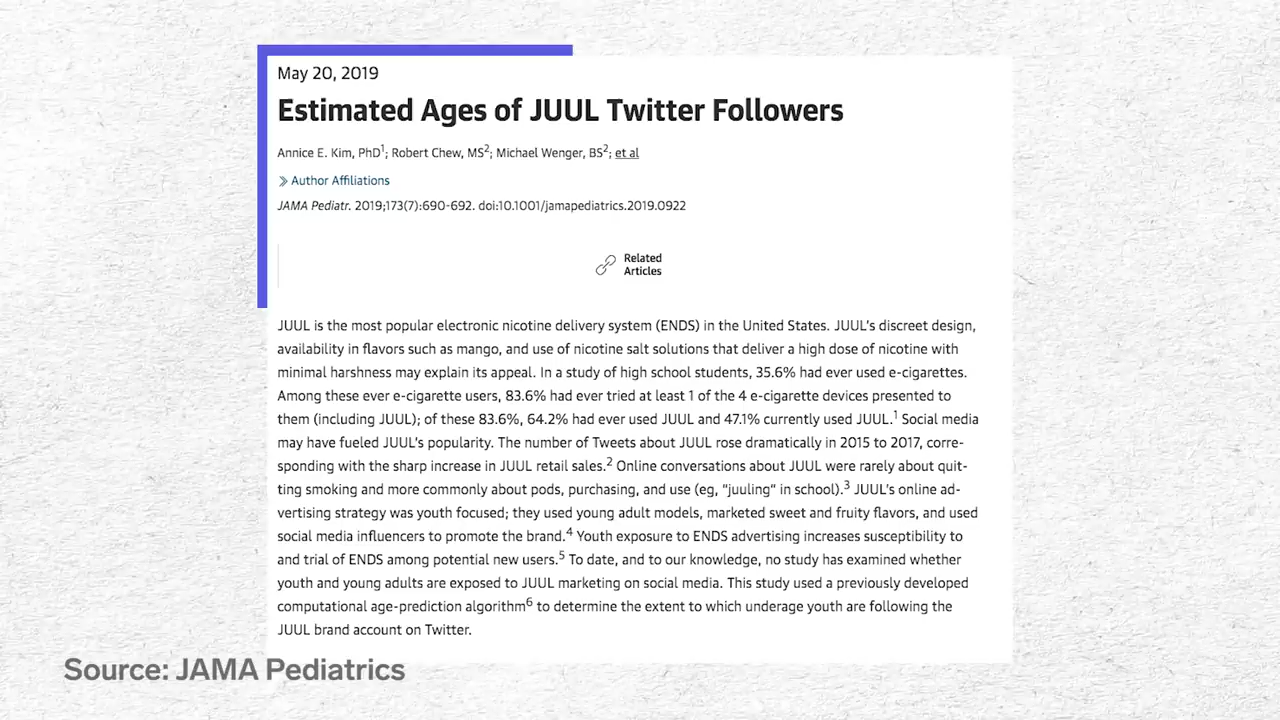 May 20, 2019
Estimated Ages of JUUL Twitter Followers
Annice E. Kim, PhD1; Robert Chew, MS2; Michael Wenger, BS2; et al
» Author Affiliations
JAMA Pediatr. 2019;173(7):690-692. doi:10.1001/jamapediatrics.2019.0922
Related
Articles
JUUL is the most popular electronic nicotine delivery system (ENDS) in the United States. JUUL's discreet design,
availability in flavors such as mango, and use of nicotine salt solutions that deliver a high dose of nicotine with
minimal harshness may explain its appeal. In a study of high school students, 35.6% had ever used e-cigarettes.
Among these ever e-cigarette users, 83.6% had ever tried at least 1 of the 4 e-cigarette devices presented to
them (including JUUL); of these 83.6%, 64.2% had ever used JUUL and 47.1% currently used JUUL.1 Social media
may have fueled JUUL's popularity. The number of Tweets about JUUL rose dramatically in 2015 to 2017, corre-
sponding with the sharp increase in JUUL retail sales.2 Online conversations about JUUL were rarely about quit-
ting smoking and more commonly about pods, purchasing, and use (eg, "juuling" in school).3 JUUL's online ad-
vertising strategy was youth focused; they used young adult models, marketed sweet and fruity flavors, and used
social media influencers to promote the brand.4 Youth exposure to ENDS advertising increases susceptibility to
and trial of ENDS among potential new users.5 To date, and to our knowledge, no study has examined whether
youth and young adults are exposed to JUUL marketing on social media. This study used a previously developed
computational age-prediction algorithm6 to determine the extent to which underage youth are following the
JUUL brand account on Twitter.
Source: JAMA Pediatrics